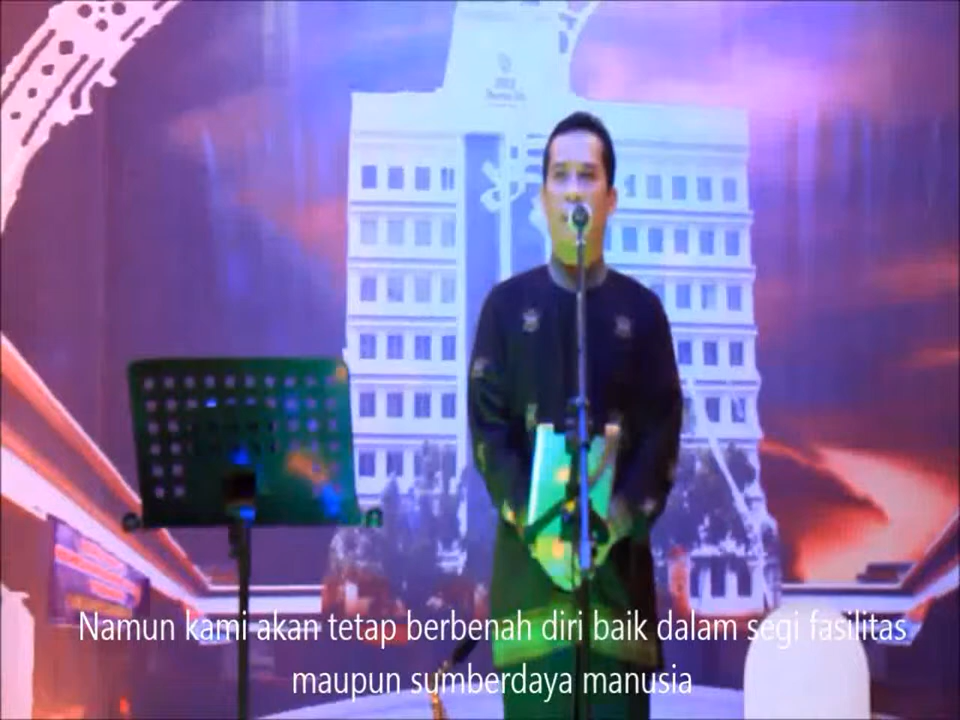 Namun kami akan tetap berbenah diri baik dalam segi fasilitas
maupun sumberdaya manusia